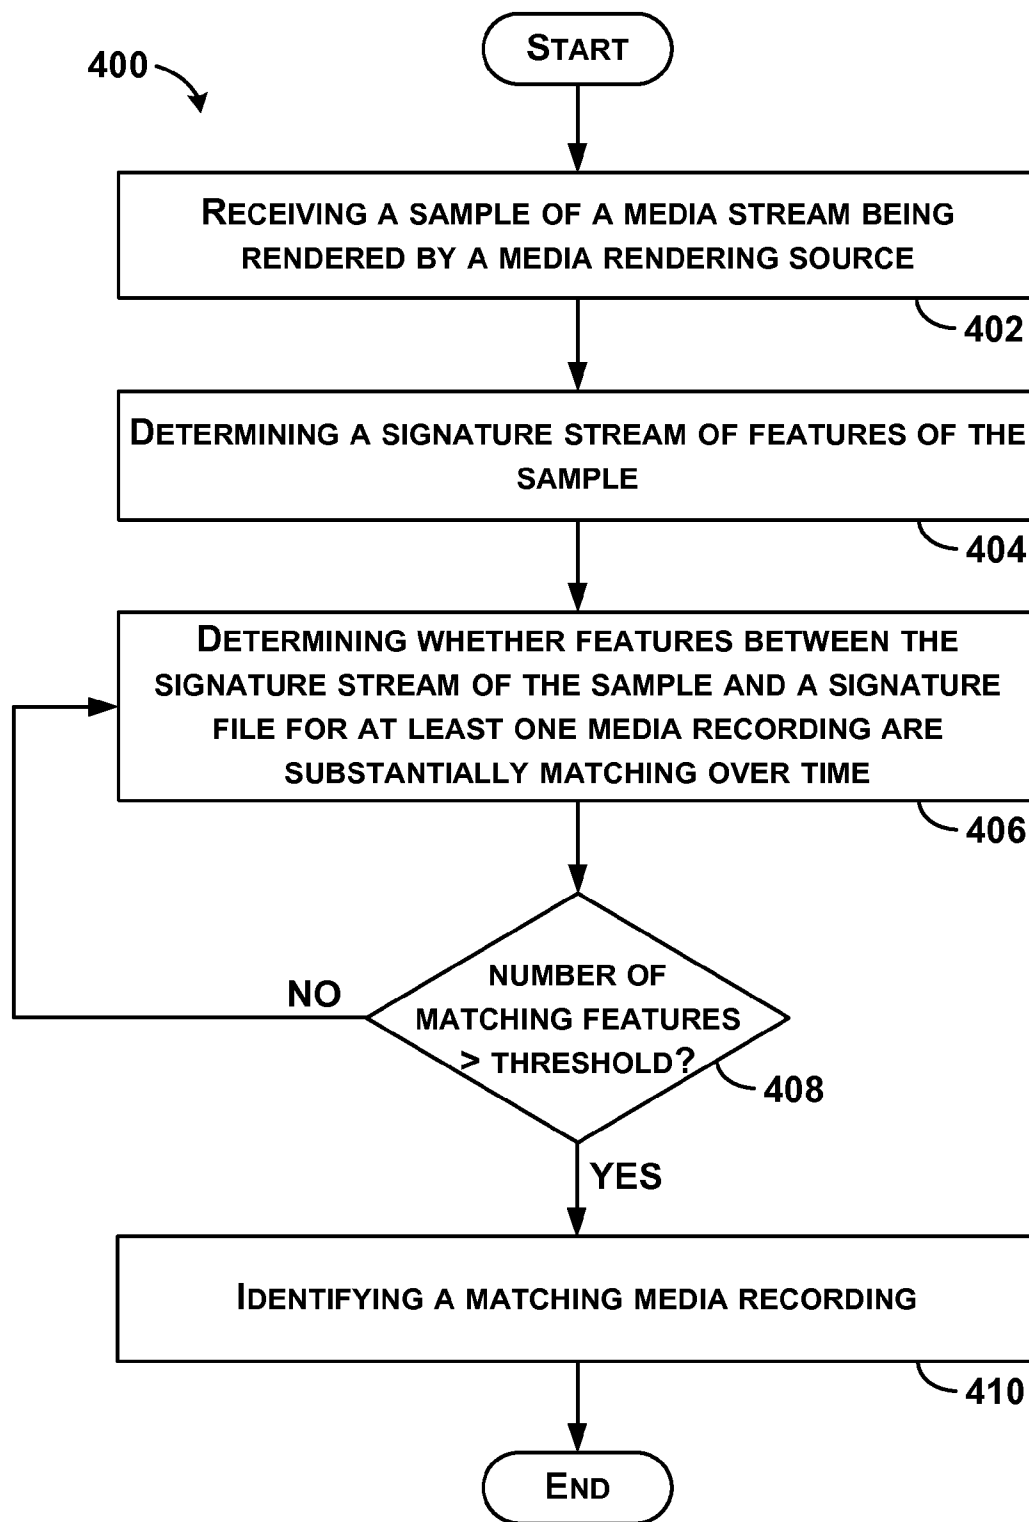 START
400
RECEIVING A SAMPLE OF A MEDIA STREAM BEING
RENDERED BY A MEDIA RENDERING SOURCE
402
DETERMINING A SIGNATURE STREAM OF FEATURES OF THE
SAMPLE
404
DETERMINING WHETHER FEATURES BETWEEN THE
SIGNATURE STREAM OF THE SAMPLE AND A SIGNATURE
FILE FOR AT LEAST ONE MEDIA RECORDING ARE
SUBSTANTIALLY MATCHING OVER TIME
406
NUMBER OF
MATCHING FEATURES
> THRESHOLD?
NO
408
YES
IDENTIFYING A MATCHING MEDIA RECORDING
410
END